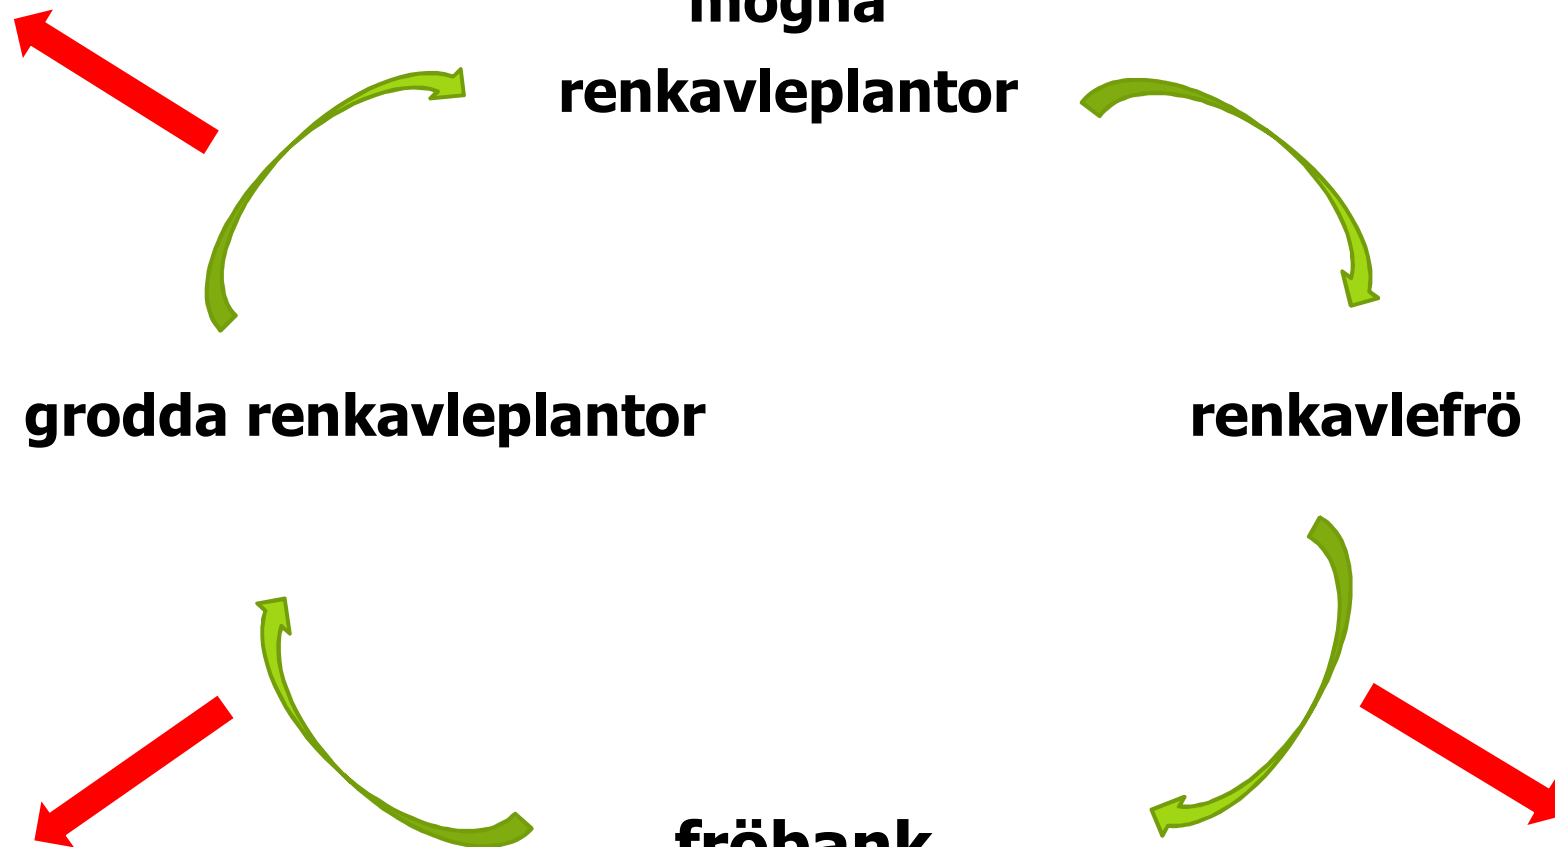 mogna
renkavleplantor
grodda renkavleplantor
renkavlefrö
fröbank